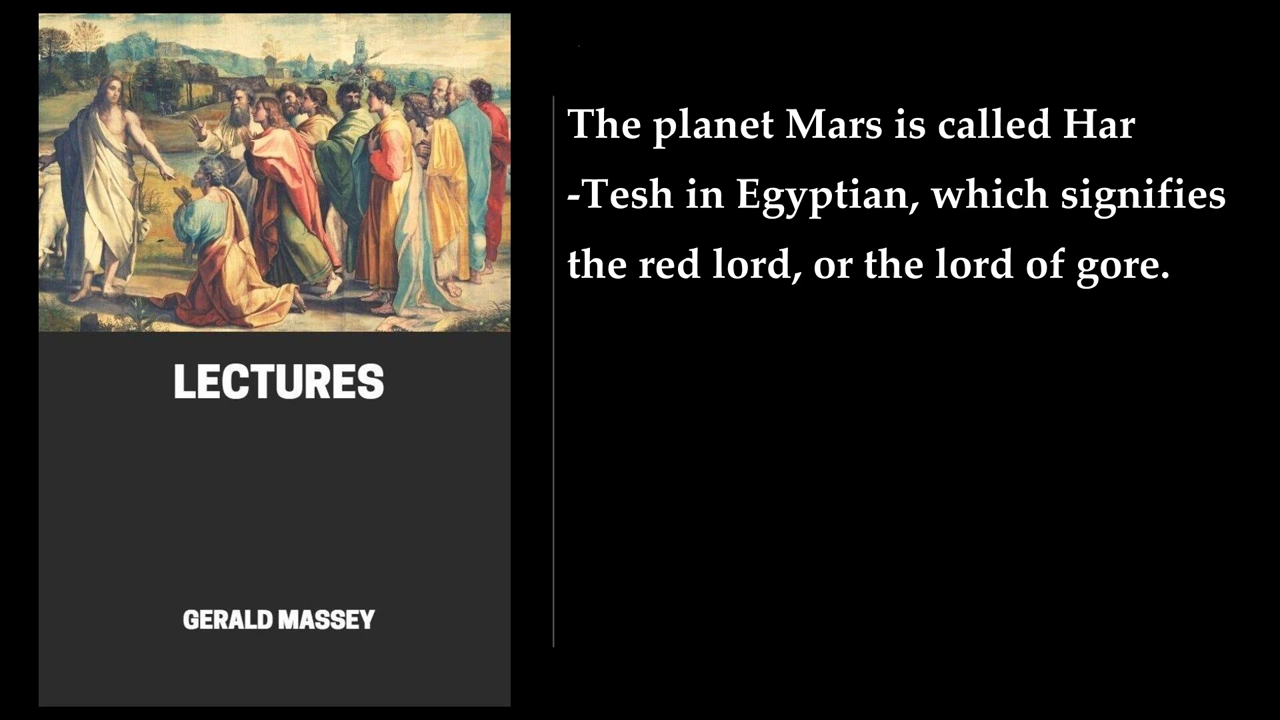 LECTURES
GERALD MASSEY
The planet Mars is called Har
-Tesh in Egyptian, which signifies
the red lord, or the lord of gore.